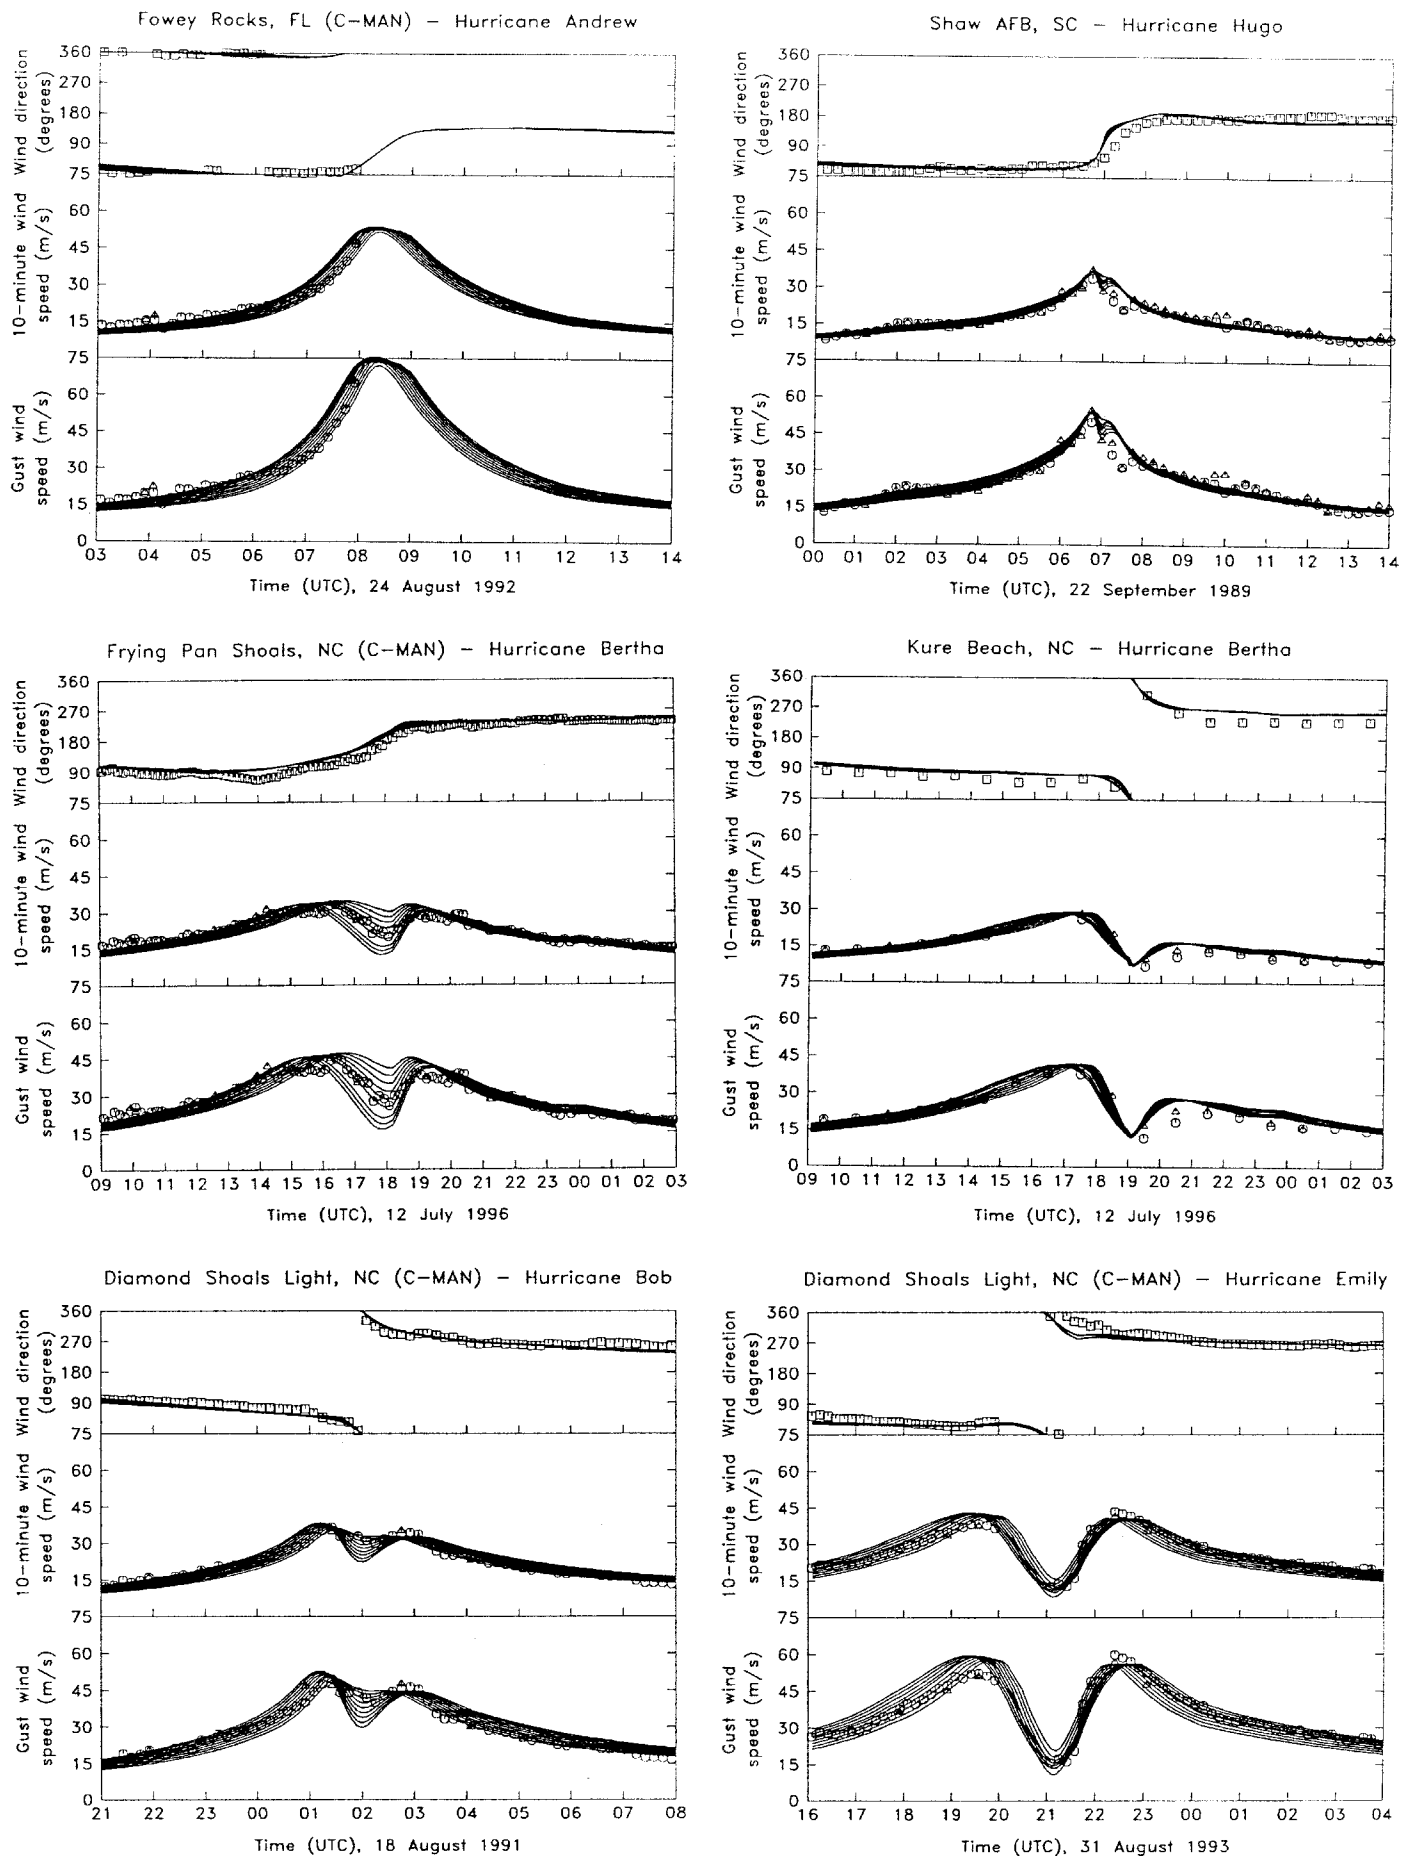 Fowey Rocks, FL (C-MAN) - Hurricane Andrew
Wind direction
(degrees)
360
270
180
90
75
10-minute wind
speed (m/s)
60
45
30
15
75
Gust wind
speed (m/s)
60
45
30
15
0
03 04 05 06 07 08 09 10 11 12 13 14
Time (UTC), 24 August 1992
Shaw AFB, SC - Hurricane Hugo
Wind direction
(degrees)
360
270
180
90
75
10-minute wind
speed (m/s)
60
45
30
15
75
Gust wind
speed (m/s)
60
45
30
15
0
00 01 02 03 04 05 06 07 08 09 10 11 12 13 14
Time (UTC), 22 September 1989
Frying Pan Shoals, NC (C-MAN) - Hurricane Bertha
Wind direction
(degrees)
360
270
180
90
75
10-minute wind
speed (m/s)
60
45
30
15
75
Gust wind
speed (m/s)
60
45
30
15
0
09 10 11 12 13 14 15 16 17 18 19 20 21 22 23 00 01 02 03
Time (UTC), 12 July 1996
Kure Beach, NC - Hurricane Bertha
Wind direction
(degrees)
360
270
180
90
75
10-minute wind
speed (m/s)
60
45
30
15
75
Gust wind
speed (m/s)
60
45
30
15
0
09 10 11 12 13 14 15 16 17 18 19 20 21 22 23 00 01 02 03
Time (UTC), 12 July 1996
Diamond Shoals Light, NC (C-MAN) - Hurricane Bob
Wind direction
(degrees)
360
270
180
90
75
10-minute wind
speed (m/s)
60
45
30
15
75
Gust wind
speed (m/s)
60
45
30
15
0
21 22 23 00 01 02 03 04 05 06 07 08
Time (UTC), 18 August 1991
Diamond Shoals Light, NC (C-MAN) - Hurricane Emily
Wind direction
(degrees)
360
270
180
90
75
10-minute wind
speed (m/s)
60
45
30
15
75
Gust wind
speed (m/s)
60
45
30
15
0
16 17 18 19 20 21 22 23 00 01 02 03 04
Time (UTC), 31 August 1993